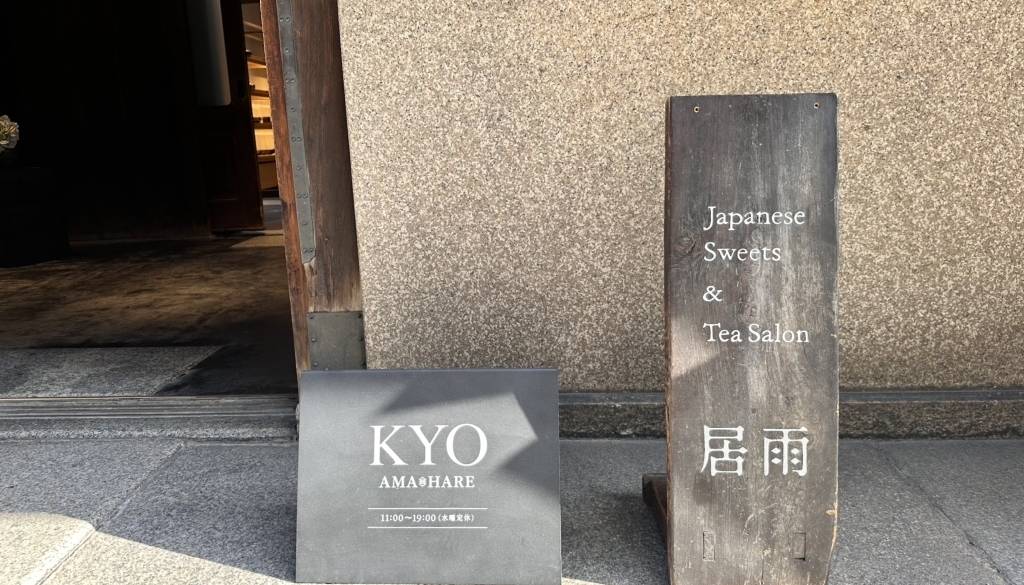 KYO
AMA HARE
11:00〜19:00(水曜定休)
Japanese
Sweets
&
Tea Salon
居雨